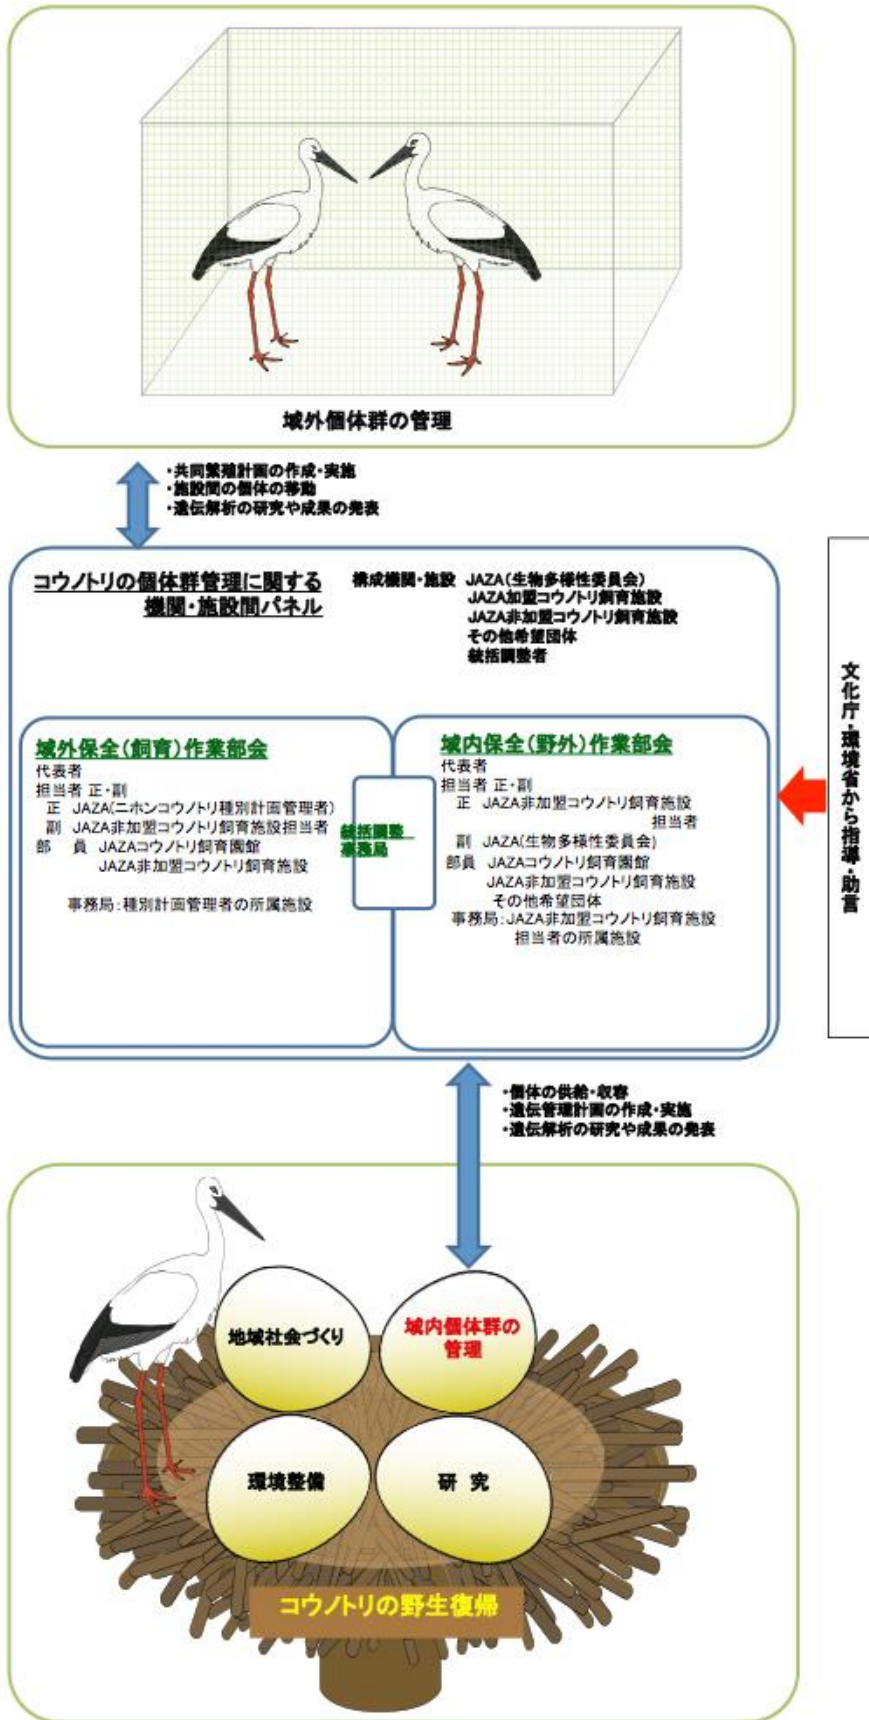 域外個体群の管理
・共同繁殖計画の作成・実施
・施設間の個体の移動
・遺伝解析の研究や成果の発表
コウノトリの個体群管理に関する
機関・施設間パネル
構成機関・施設 JAZA(生物多様性委員会)
JAZA加盟コウノトリ飼育施設
JAZA非加盟コウノトリ飼育施設
その他希望団体
統括調整者
域外保全(飼育)作業部会
代表者
担当者 正・副
正 JAZA(ニホンコウノトリ種別計画管理者)
副 JAZA非加盟コウノトリ飼育施設担当者
部 員 JAZAコウノトリ飼育園館
JAZA非加盟コウノトリ飼育施設
事務局:種別計画管理者の所属施設
統括調整
事務局
域内保全(野外)作業部会
代表者
担当者 正・副
正 JAZA非加盟コウノトリ飼育施設
担当者
副 JAZA(生物多様性委員会)
部員 JAZAコウノトリ飼育園館
JAZA非加盟コウノトリ飼育施設
その他希望団体
事務局:JAZA非加盟コウノトリ飼育施設
担当者の所属施設
文化庁・環境省から指導・助言
・個体の供給・収容
・遺伝管理計画の作成・実施
・遺伝解析の研究や成果の発表
地域社会づくり
域内個体群の
管理
環境整備
研 究
コウノトリの野生復帰